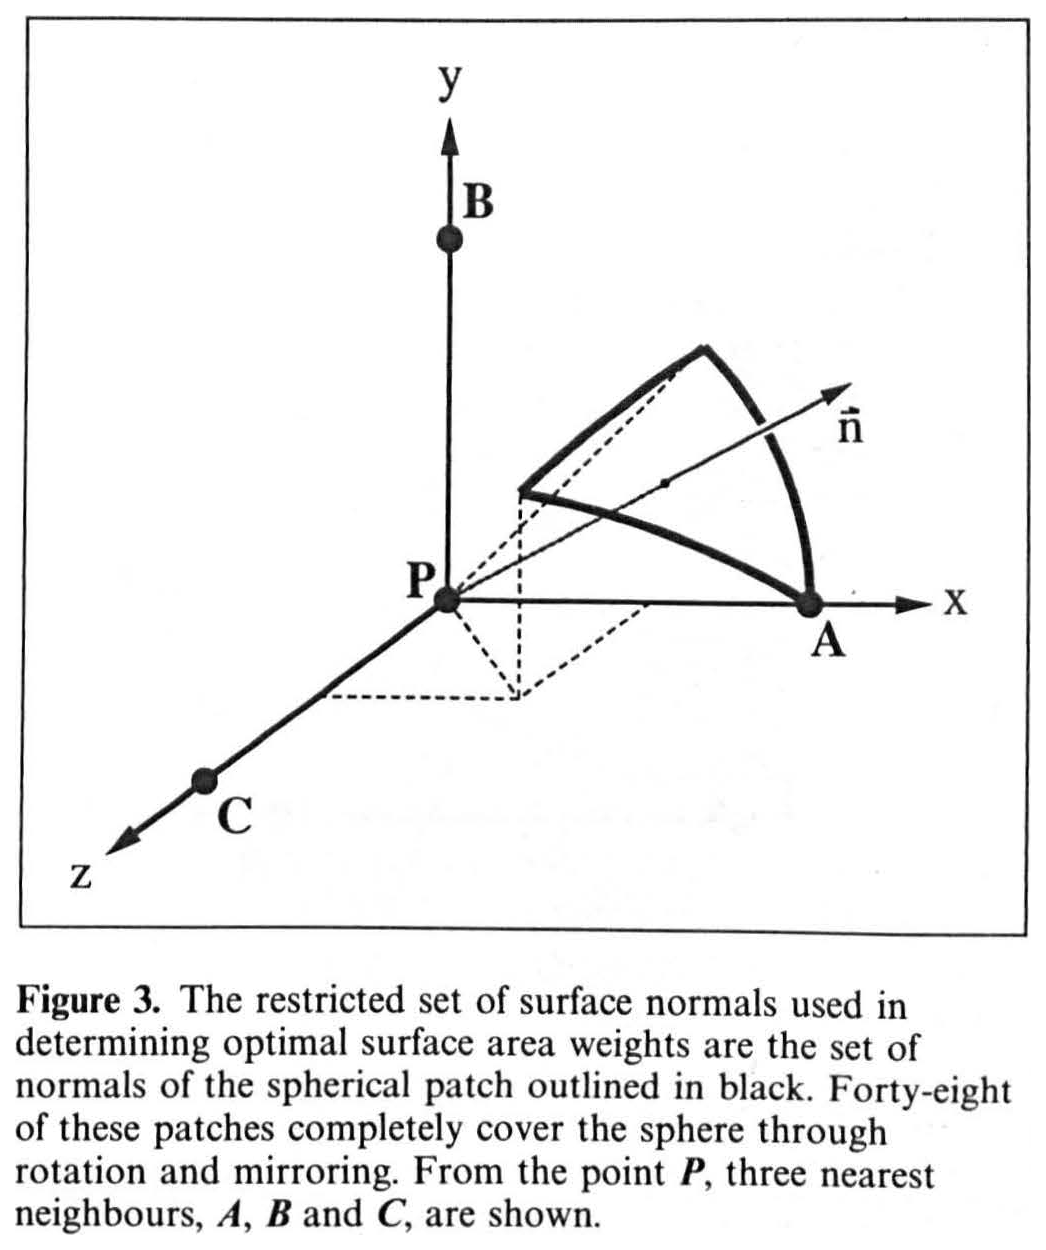 y
B
n⃗
P
x
A
C
z
Figure 3. The restricted set of surface normals used in
determining optimal surface area weights are the set of
normals of the spherical patch outlined in black. Forty-eight
of these patches completely cover the sphere through
rotation and mirroring. From the point P, three nearest
neighbours, A, B and C, are shown.